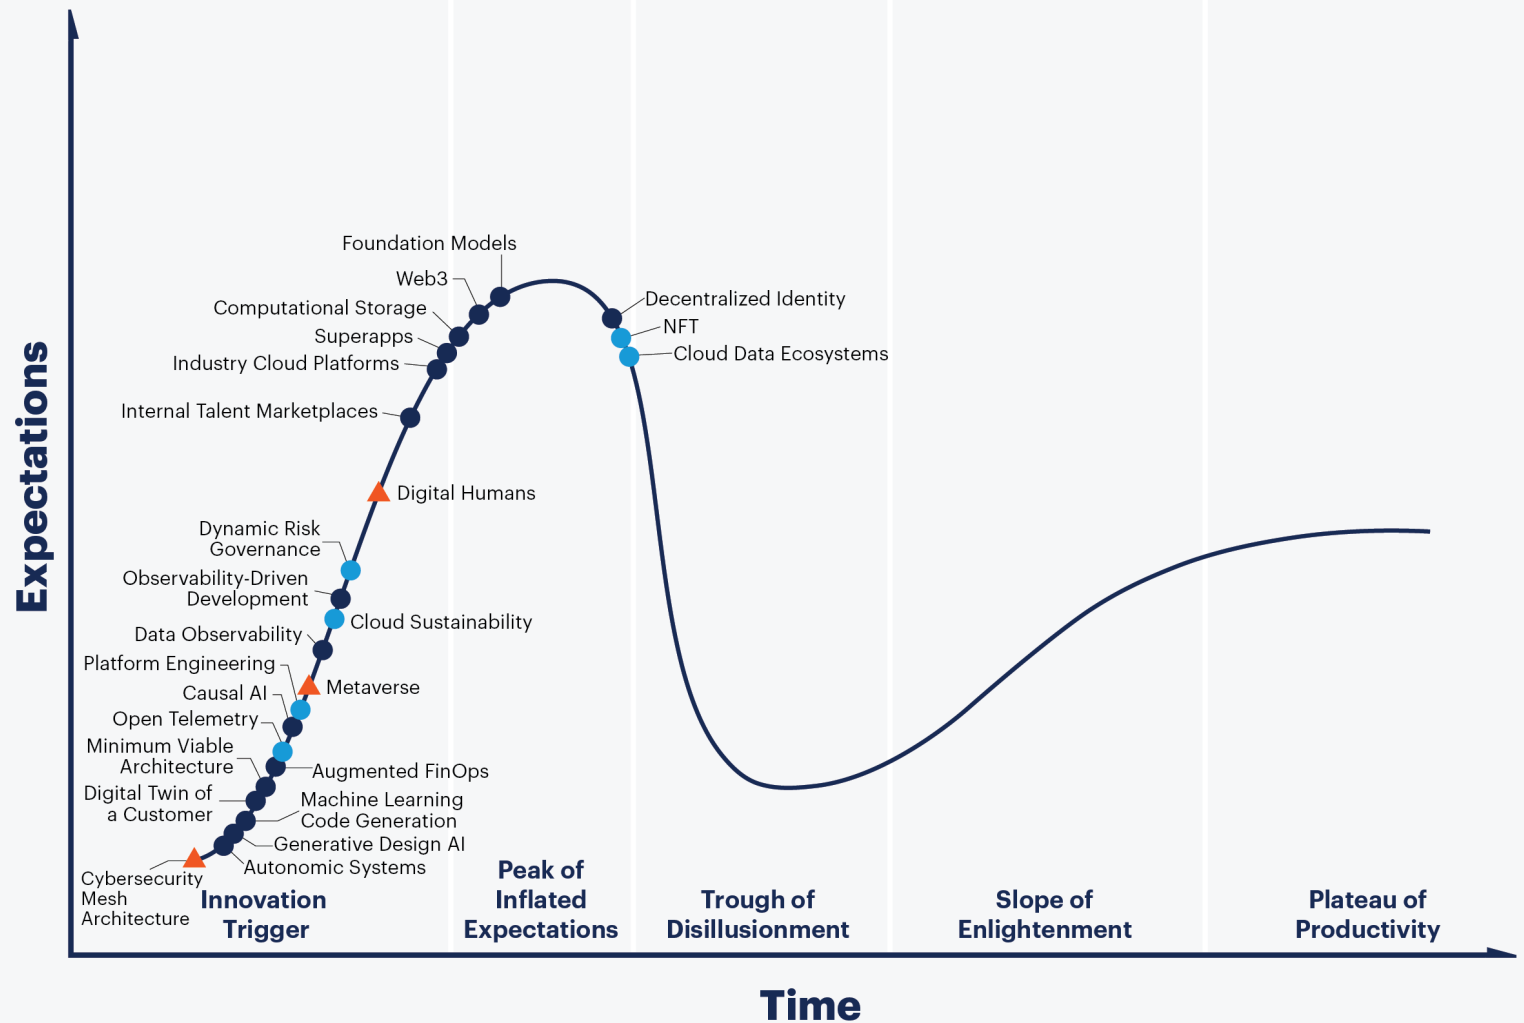 Foundation Models
Web3
Computational Storage
Superapps
Industry Cloud Platforms
Internal Talent Marketplaces
Digital Humans
Dynamic Risk
Governance
Observability-Driven
Development
Cloud Sustainability
Data Observability
Platform Engineering
Metaverse
Causal AI
Open Telemetry
Minimum Viable
Architecture
Augmented FinOps
Digital Twin of
a Customer
Machine Learning
Code Generation
Generative Design AI
Autonomic Systems
Cybersecurity
Mesh
Architecture
Decentralized Identity
NFT
Cloud Data Ecosystems
Expectations
Innovation
Trigger
Peak of
Inflated
Expectations
Trough of
Disillusionment
Slope of
Enlightenment
Plateau of
Productivity
Time